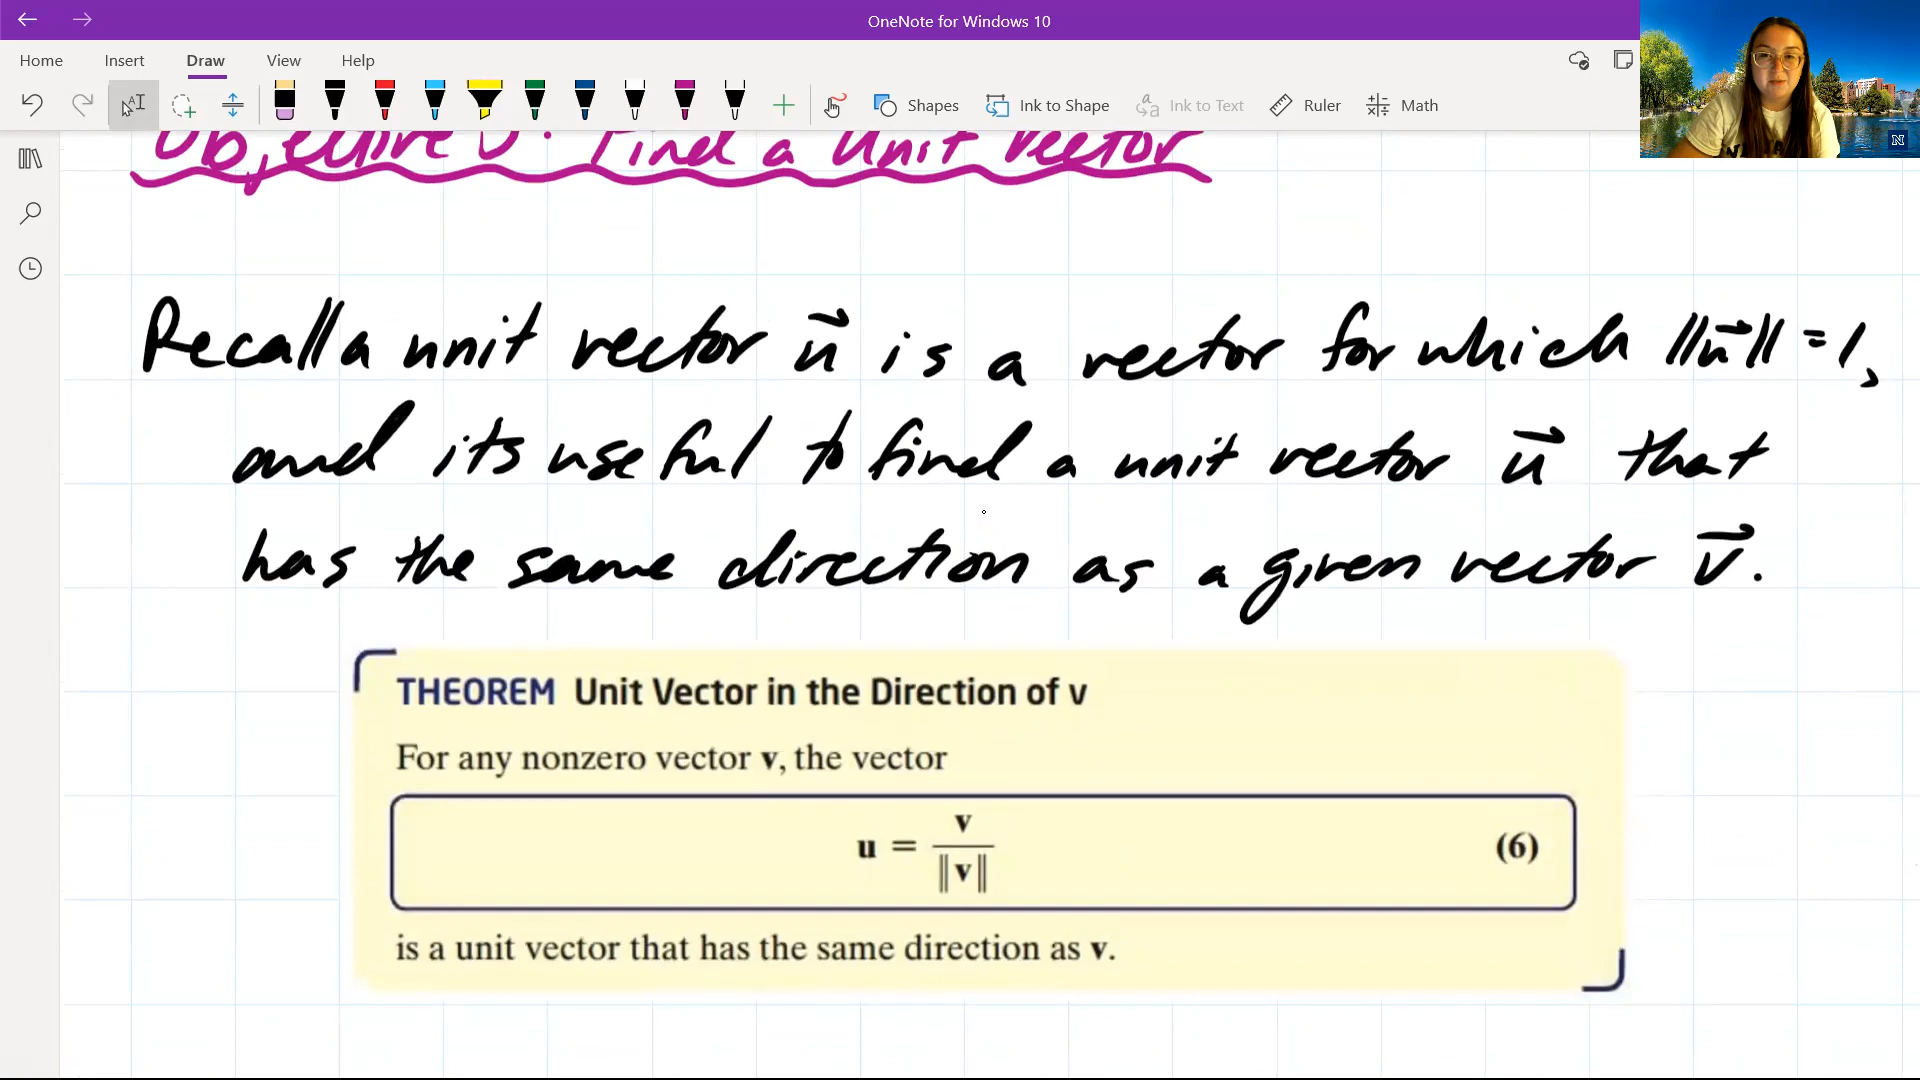 OneNote for Windows 10
Home Insert Draw View Help
Shapes Ink to Shape Ink to Text Ruler Math
Find a unit vector
Recall a unit vector u⃗ is a vector for which ||u⃗|| = 1,
and its useful to find a unit vector u⃗ that
has the same direction as a given vector v⃗.
THEOREM Unit Vector in the Direction of v
For any nonzero vector v, the vector
u = v / ||v|| (6)
is a unit vector that has the same direction as v.
N